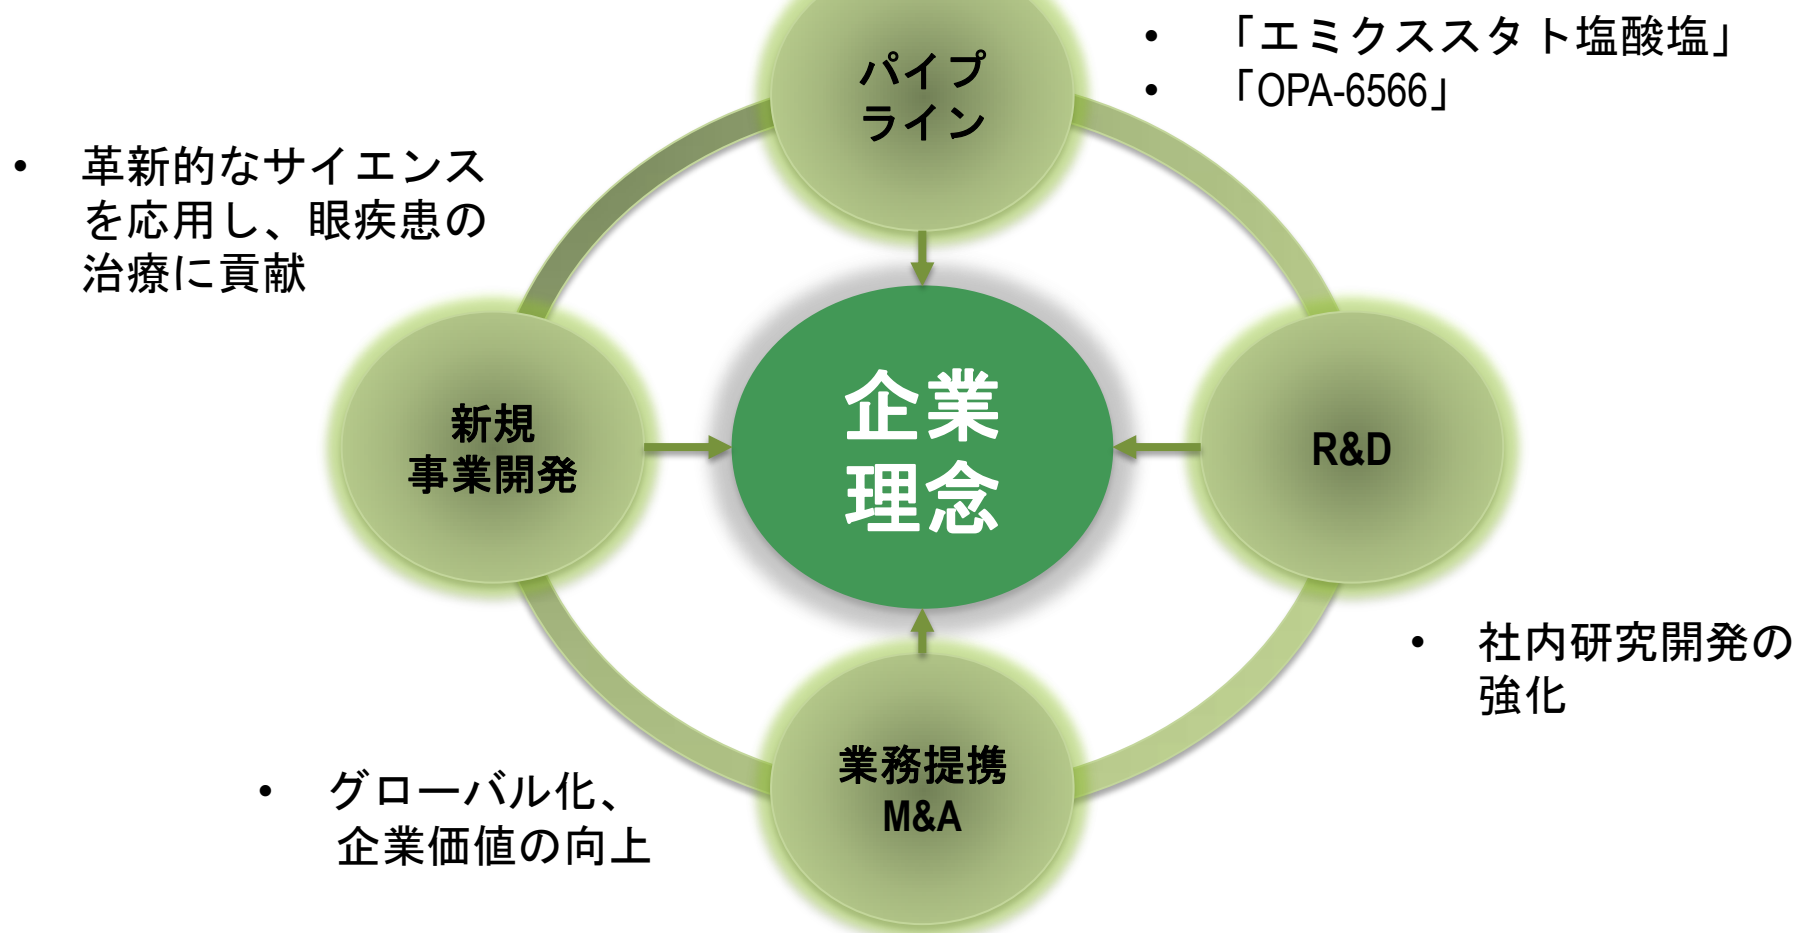 パイプ
ライン
• 「エミクススタト塩酸塩」
• 「OPA-6566」
• 革新的なサイエンス
を応用し、眼疾患の
治療に貢献
新規
事業開発
企業
理念
R&D
• 社内研究開発の
強化
業務提携
M&A
• グローバル化、
企業価値の向上